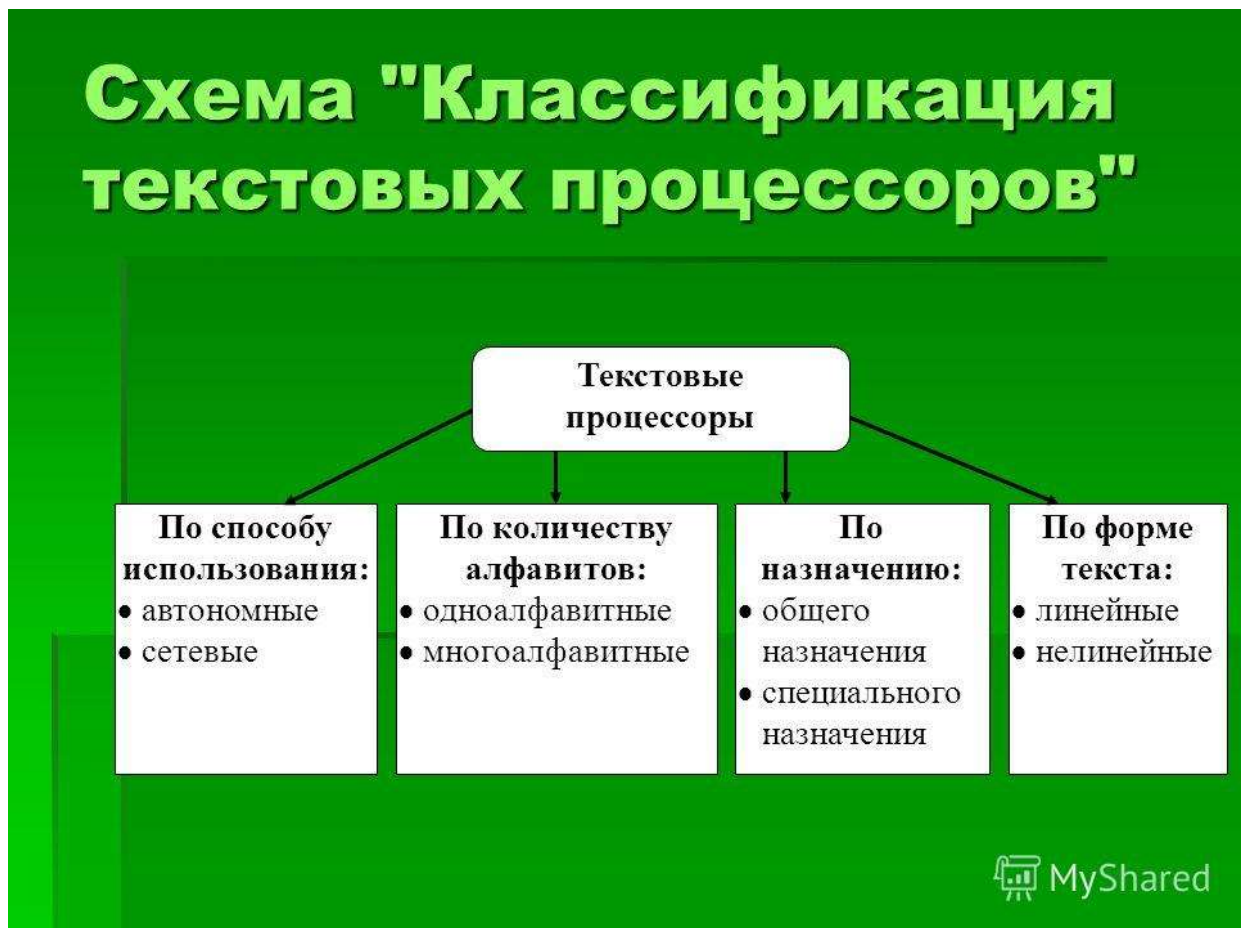 Схема "Классификация
текстовых процессоров"
Текстовые
процессоры
По способу
использования:
• автономные
• сетевые
По количеству
алфавитов:
• одноалфавитные
• многоалфавитные
По
назначению:
• общего
назначения
• специального
назначения
По форме
текста:
• линейные
• нелинейные
MyShared